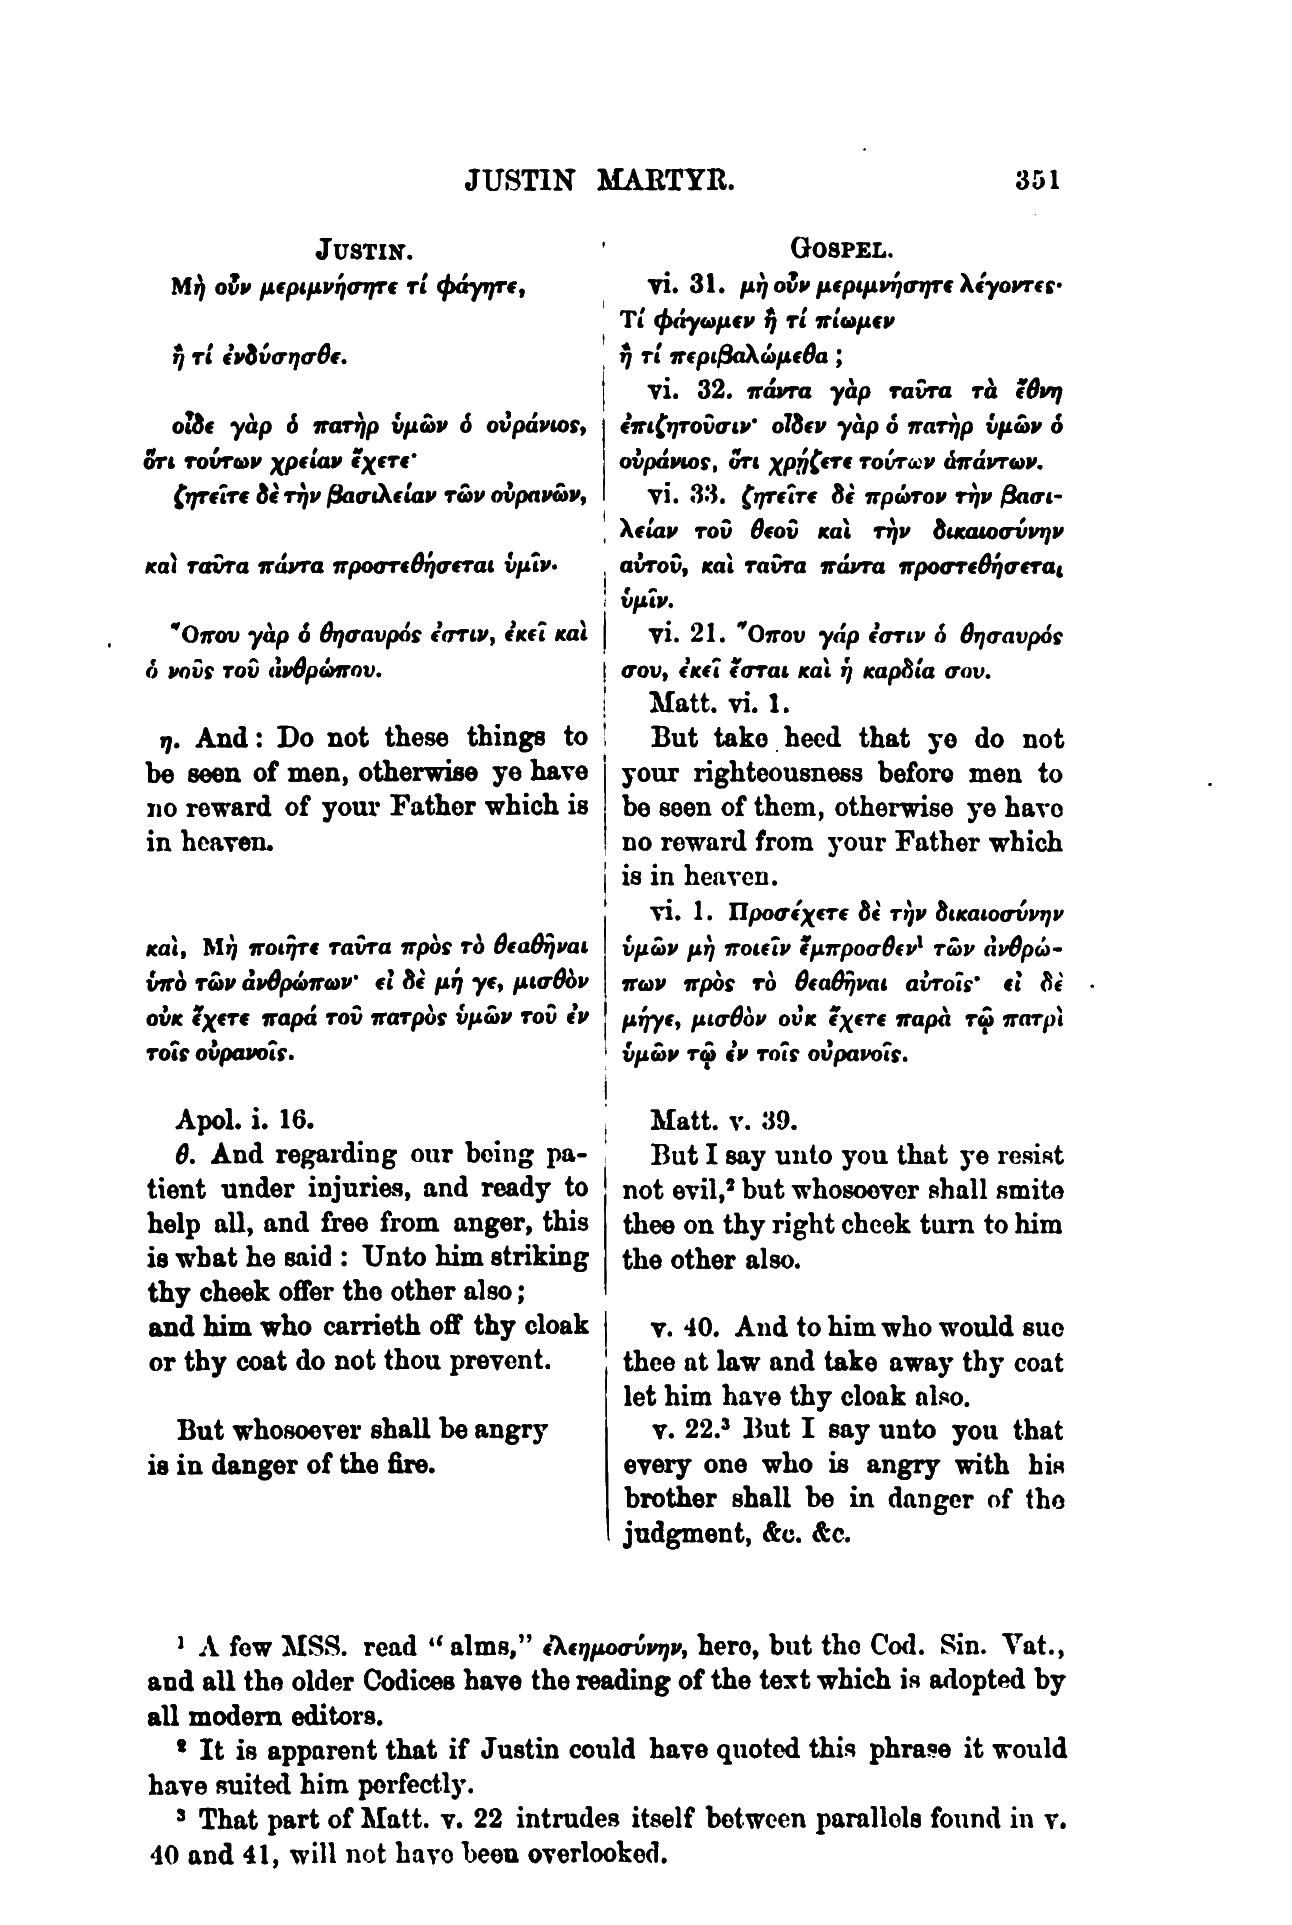 JUSTIN MARTYR. 351
JUSTIN.
Μὴ οὖν μεριμνήσητε τί φάγητε,
ἢ τί ἐνδύσησθε.
οἶδε γὰρ ὁ πατὴρ ὑμῶν ὁ οὐράνιος,
ὅτι τούτων χρείαν ἔχετε·
ζητεῖτε δὲ τὴν βασιλείαν τῶν οὐρανῶν,
καὶ ταῦτα πάντα προστεθήσεται ὑμῖν.
Ὅπου γὰρ ὁ θησαυρός ἐστιν, ἐκεῖ καὶ
ὁ νοῦς τοῦ ἀνθρώπου.
η. And : Do not these things to
be seen of men, otherwise ye have
no reward of your Father which is
in heaven.
καὶ, Μὴ ποιῆτε ταῦτα πρὸς τὸ θεαθῆναι
ὑπὸ τῶν ἀνθρώπων· εἰ δὲ μή γε, μισθὸν
οὐκ ἔχετε παρά τοῦ πατρὸς ὑμῶν τοῦ ἐν
τοῖς οὐρανοῖς.
Apol. i. 16.
θ. And regarding our being pa-
tient under injuries, and ready to
help all, and free from anger, this
is what he said : Unto him striking
thy cheek offer the other also;
and him who carrieth off thy cloak
or thy coat do not thou prevent.
But whosoever shall be angry
is in danger of the fire.
GOSPEL.
vi. 31. μὴ οὖν μεριμνήσητε λέγοντες·
Τί φάγωμεν ἢ τί πίωμεν
ἢ τί περιβαλώμεθα ;
vi. 32. πάντα γὰρ ταῦτα τὰ ἔθνη
ἐπιζητοῦσιν· οἶδεν γὰρ ὁ πατὴρ ὑμῶν ὁ
οὐράνιος, ὅτι χρῄζετε τούτων ἁπάντων.
vi. 33. ζητεῖτε δὲ πρῶτον τὴν βασι-
λείαν τοῦ θεοῦ καὶ τὴν δικαιοσύνην
αὐτοῦ, καὶ ταῦτα πάντα προστεθήσεται
ὑμῖν.
vi. 21. Ὅπου γάρ ἐστιν ὁ θησαυρός
σου, ἐκεῖ ἔσται καὶ ἡ καρδία σου.
Matt. vi. 1.
But take heed that ye do not
your righteousness before men to
be seen of them, otherwise ye have
no reward from your Father which
is in heaven.
vi. 1. Προσέχετε δὲ τὴν δικαιοσύνην
ὑμῶν μὴ ποιεῖν ἔμπροσθεν¹ τῶν ἀνθρώ-
πων πρὸς τὸ θεαθῆναι αὐτοῖς· εἰ δὲ
μήγε, μισθὸν οὐκ ἔχετε παρὰ τῷ πατρὶ
ὑμῶν τῷ ἐν τοῖς οὐρανοῖς.
Matt. v. 39.
But I say unto you that ye resist
not evil,² but whosoever shall smite
thee on thy right cheek turn to him
the other also.
v. 40. And to him who would sue
thee at law and take away thy coat
let him have thy cloak also.
v. 22.³ But I say unto you that
every one who is angry with his
brother shall be in danger of the
judgment, &c. &c.
¹ A few MSS. read “ alms,” ἐλεημοσύνην, here, but the Cod. Sin. Vat.,
and all the older Codices have the reading of the text which is adopted by
all modern editors.
² It is apparent that if Justin could have quoted this phrase it would
have suited him perfectly.
³ That part of Matt. v. 22 intrudes itself between parallels found in v.
40 and 41, will not have been overlooked.